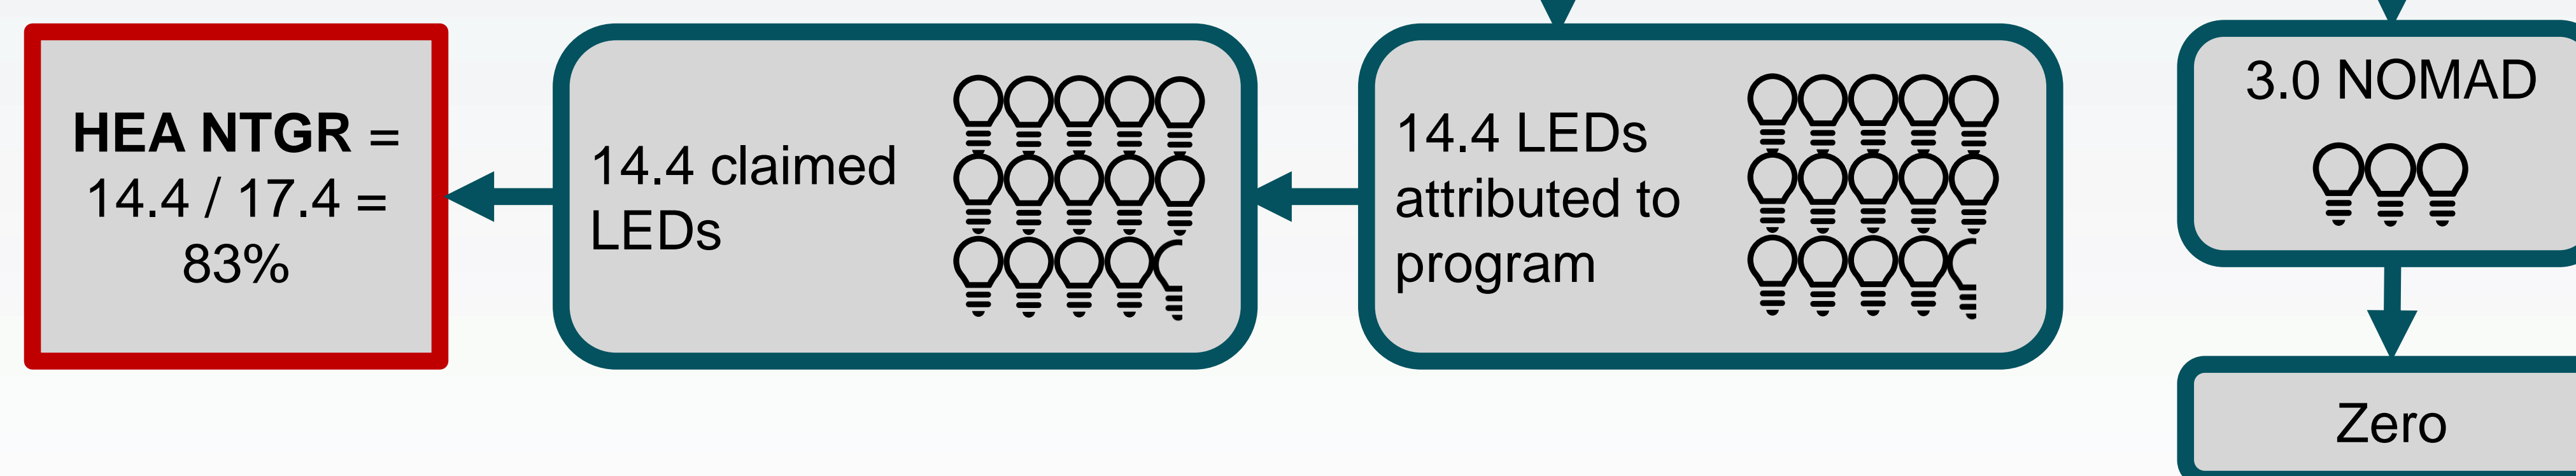 HEA NTGR =
14.4 / 17.4 =
83%
14.4 claimed
LEDs
14.4 LEDs
attributed to
program
3.0 NOMAD
Zero